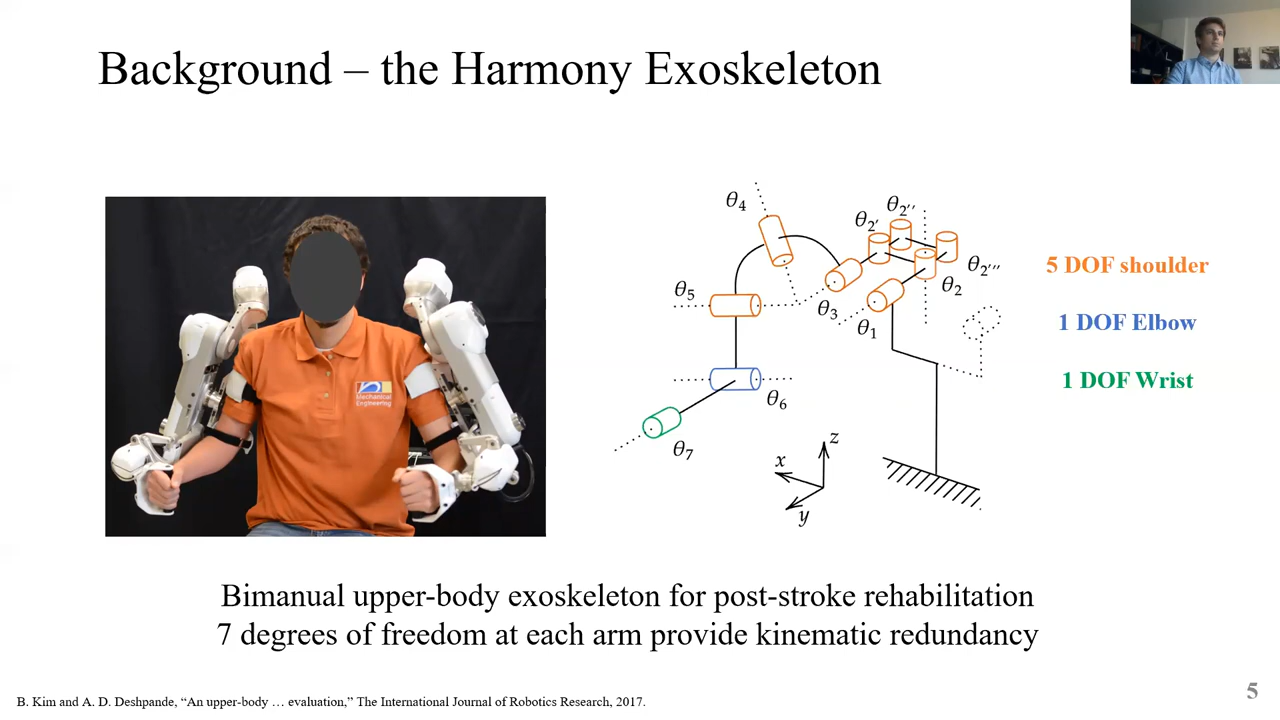 Background – the Harmony Exoskeleton
Mechanical
Engineering
θ4
θ2′
θ2′′
θ2′′′
θ2
θ5
θ3
θ1
θ6
θ7
x
z
y
5 DOF shoulder
1 DOF Elbow
1 DOF Wrist
Bimanual upper-body exoskeleton for post-stroke rehabilitation
7 degrees of freedom at each arm provide kinematic redundancy
B. Kim and A. D. Deshpande, “An upper-body … evaluation,” The International Journal of Robotics Research, 2017.
5